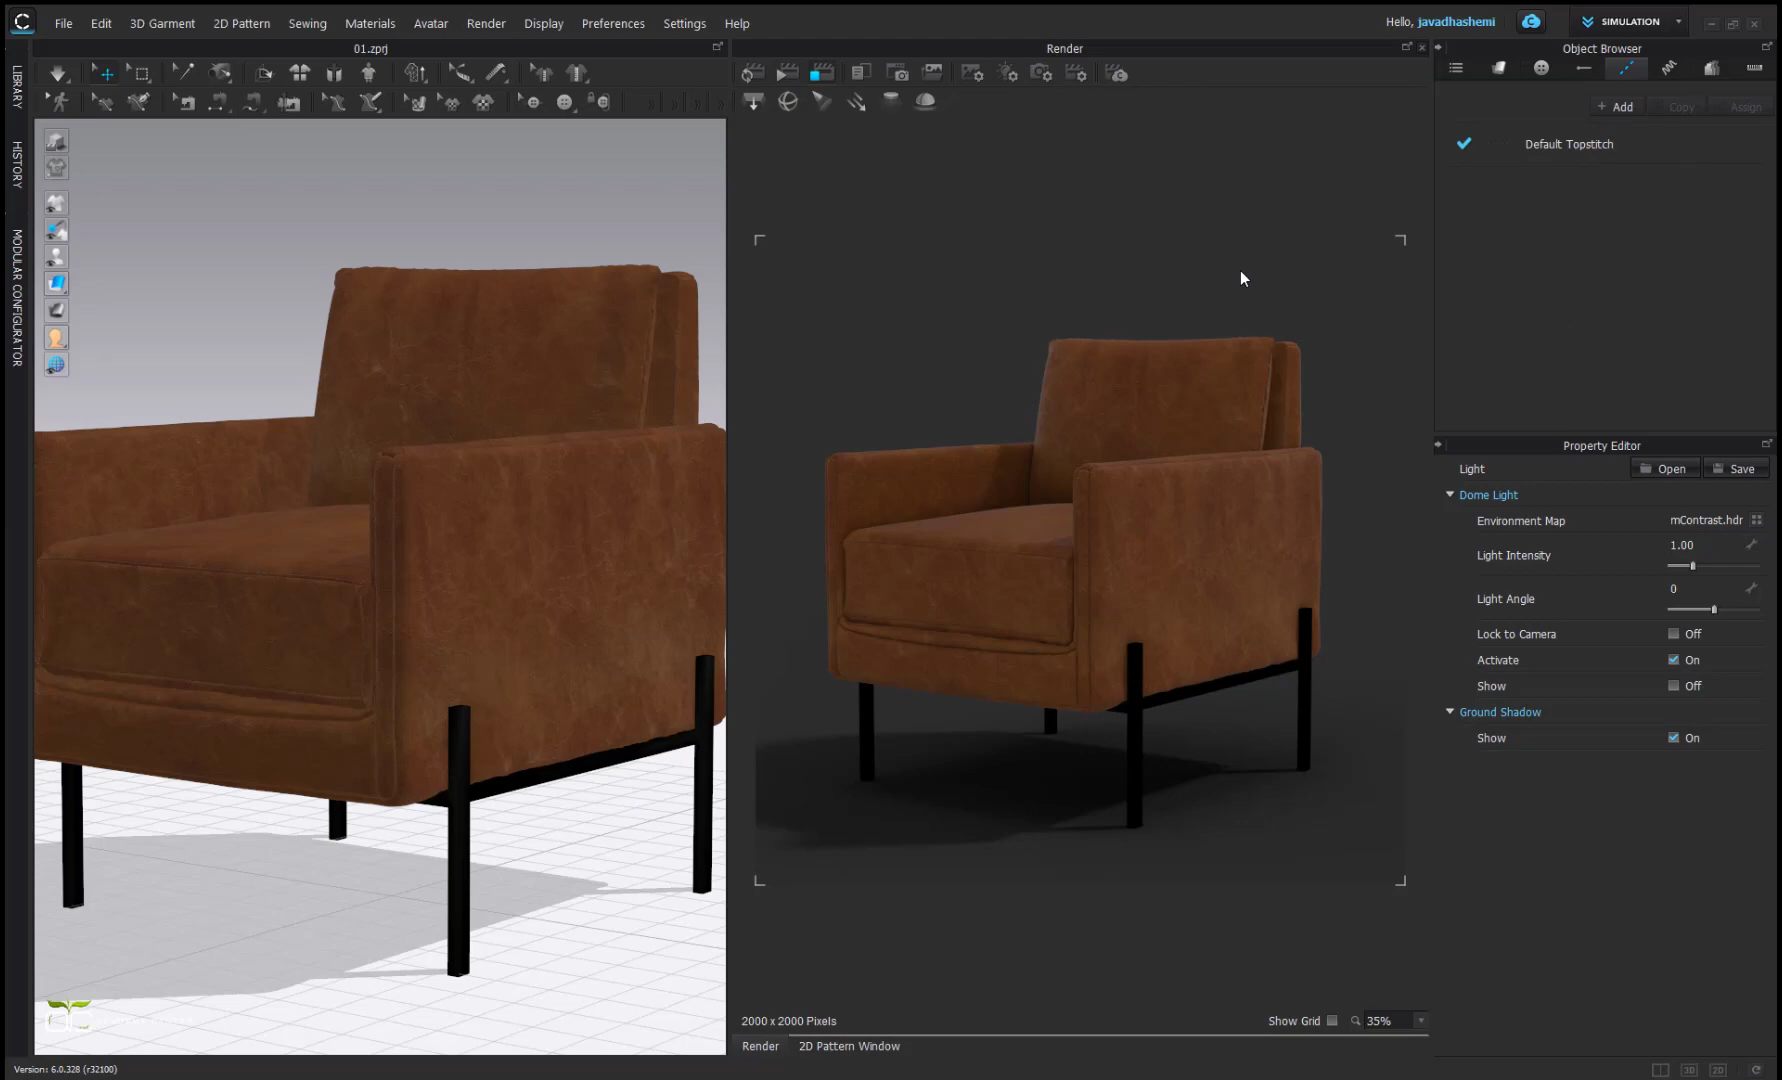 File Edit 3D Garment 2D Pattern Sewing Materials Avatar Render Display Preferences Settings Help
Hello, javadhashemi
SIMULATION
01.zprj
Render
Object Browser
LIBRARY
HISTORY
MODULAR CONFIGURATOR
+ Add Copy Assign
Default Topstitch
Property Editor
Light Open Save
Dome Light
Environment Map mContrast.hdr
Light Intensity 1.00
Light Angle 0
Lock to Camera Off
Activate On
Show Off
Ground Shadow
Show On
2000 x 2000 Pixels
Show Grid 35%
Render 2D Pattern Window
Version: 6.0.328 (r32100)
3D 2D